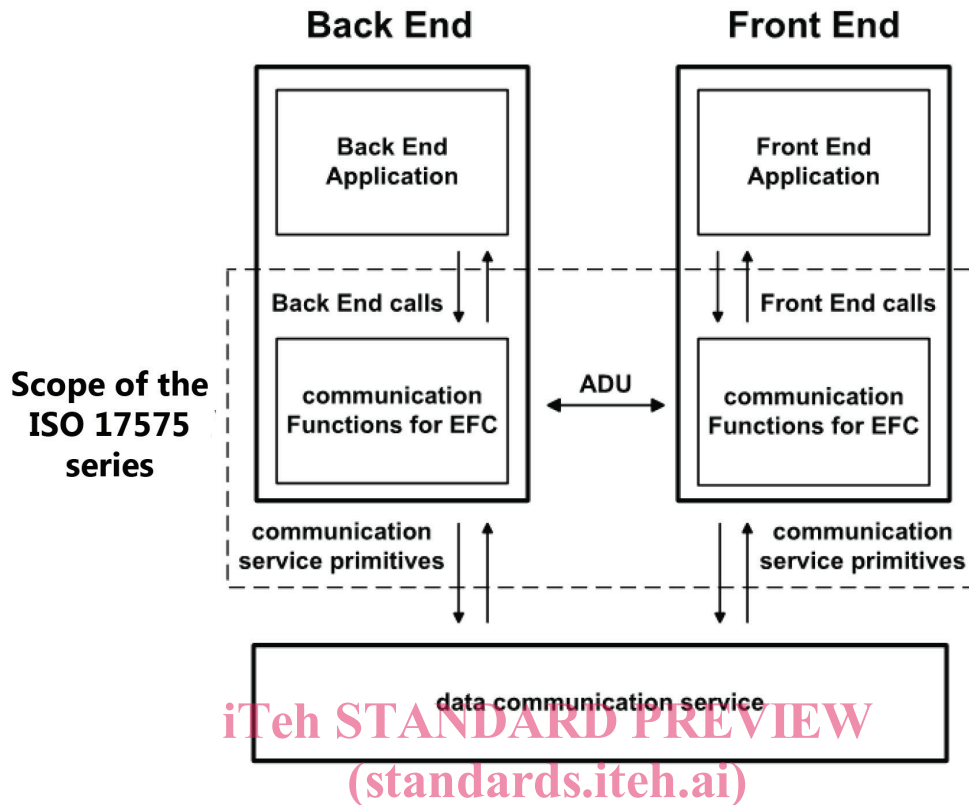 Back End
Front End
Back End
Application
Front End
Application
Back End calls
Front End calls
Scope of the
ISO 17575
series
communication
Functions for EFC
ADU
communication
Functions for EFC
communication
service primitives
communication
service primitives
data communication service
iTeh STANDARD PREVIEW
(standards.iteh.ai)